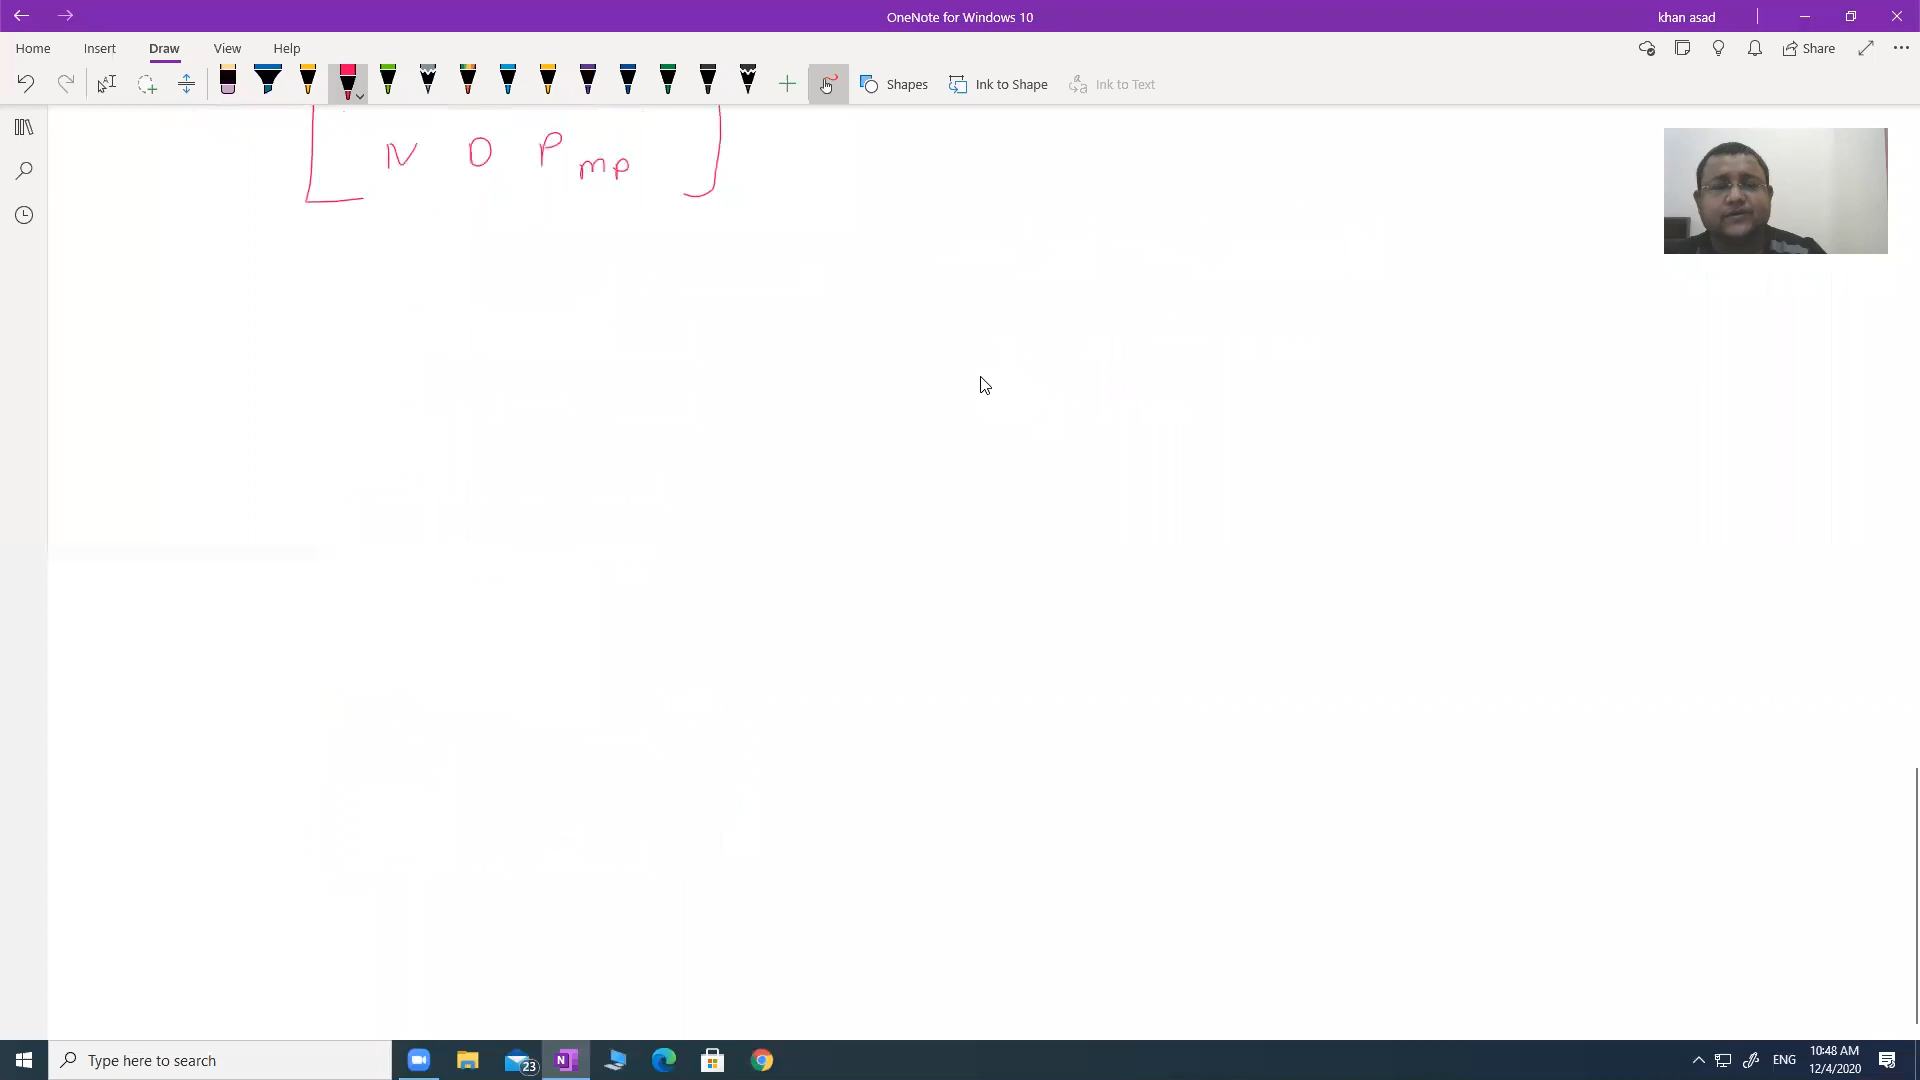 OneNote for Windows 10
khan asad
Home Insert Draw View Help
Share
Shapes
Ink to Shape
Ink to Text
N D P mp
Type here to search
23
N
ENG
10:48 AM
12/4/2020